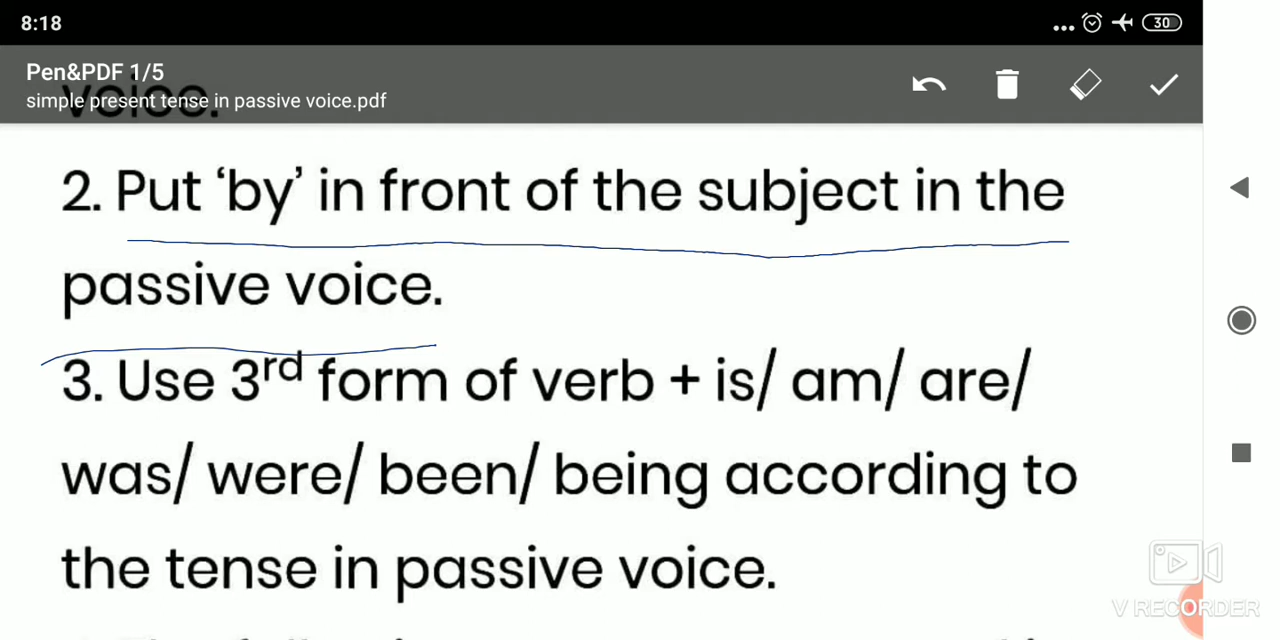 8:18
30
Pen&PDF 1/5
simple present tense in passive voice.pdf
voice.
2. Put ‘by’ in front of the subject in the
passive voice.
3. Use 3rd form of verb + is/ am/ are/
was/ were/ been/ being according to
the tense in passive voice.
V RECORDER